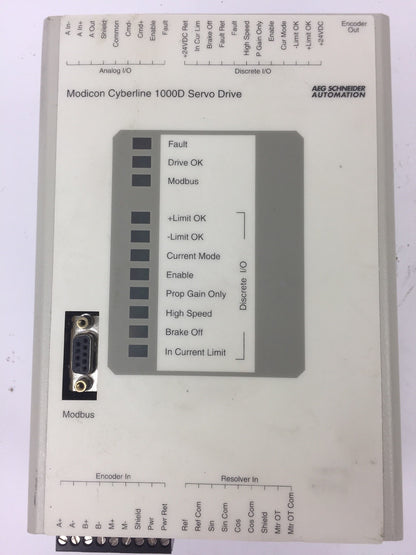 A In-
A In+
A Out
Shield
Common
Cmd-
Cmd+
Enable
Fault
+24VDC Ret
In Cur Lim
Brake Off
Fault Ret
Fault
High Speed
P Gain Only
Enable
Cur Mode
-Limit OK
+Limit OK
+24VDC
Encoder
Out
Analog I/O
Discrete I/O
Modicon Cyberline 1000D Servo Drive
AEG SCHNEIDER
AUTOMATION
Fault
Drive OK
Modbus
+Limit OK
-Limit OK
Current Mode
Enable
Prop Gain Only
High Speed
Brake Off
In Current Limit
Discrete I/O
Modbus
Encoder In
Resolver In
A+
A-
B+
B-
M+
M-
Shield
Pwr
Pwr Ret
Ref
Ref Com
Sin
Sin Com
Cos
Cos Com
Shield
Mtr OT
Mtr OT Com